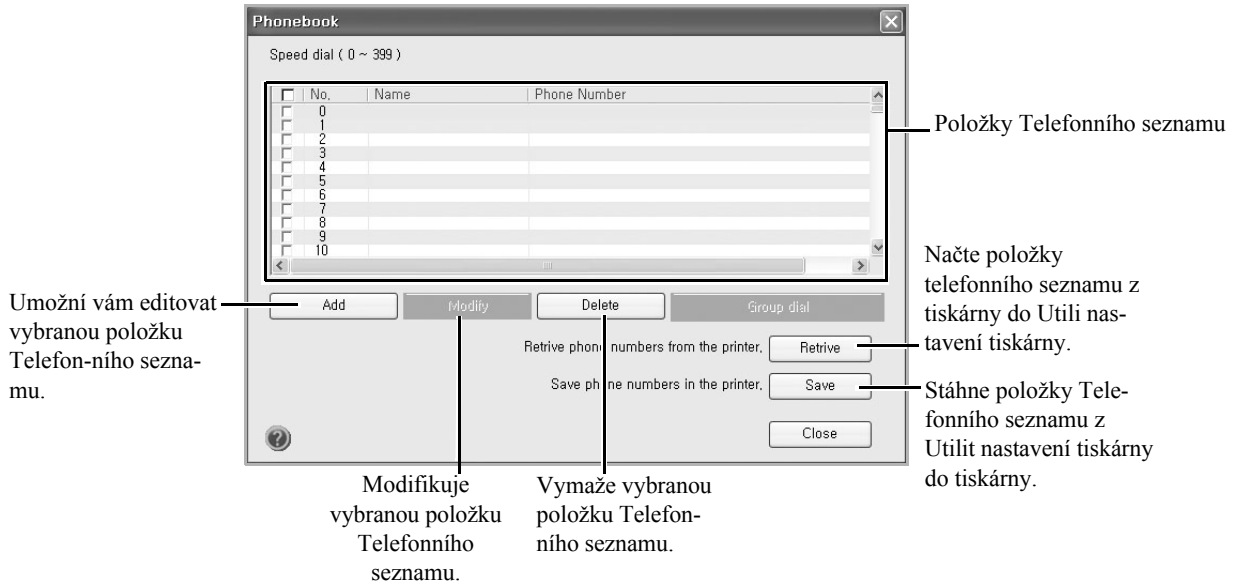 Phonebook
Speed dial ( 0 ~ 399 )
No. Name Phone Number
0
1
2
3
4
5
6
7
8
9
10
Add Modify Delete Group dial
Retrive phone numbers from the printer. Retrive
Save phone numbers in the printer. Save
Close
Položky Telefonního seznamu
Načte položky
telefonního seznamu z
tiskárny do Utili nas-
tavení tiskárny.
Stáhne položky Tele-
fonního seznamu z
Utilit nastavení tiskárny
do tiskárny.
Umožní vám editovat
vybranou položku
Telefon-ního sezna-
mu.
Modifikuje
vybranou položku
Telefonního
seznamu.
Vymaže vybranou
položku Telefon-
ního seznamu.